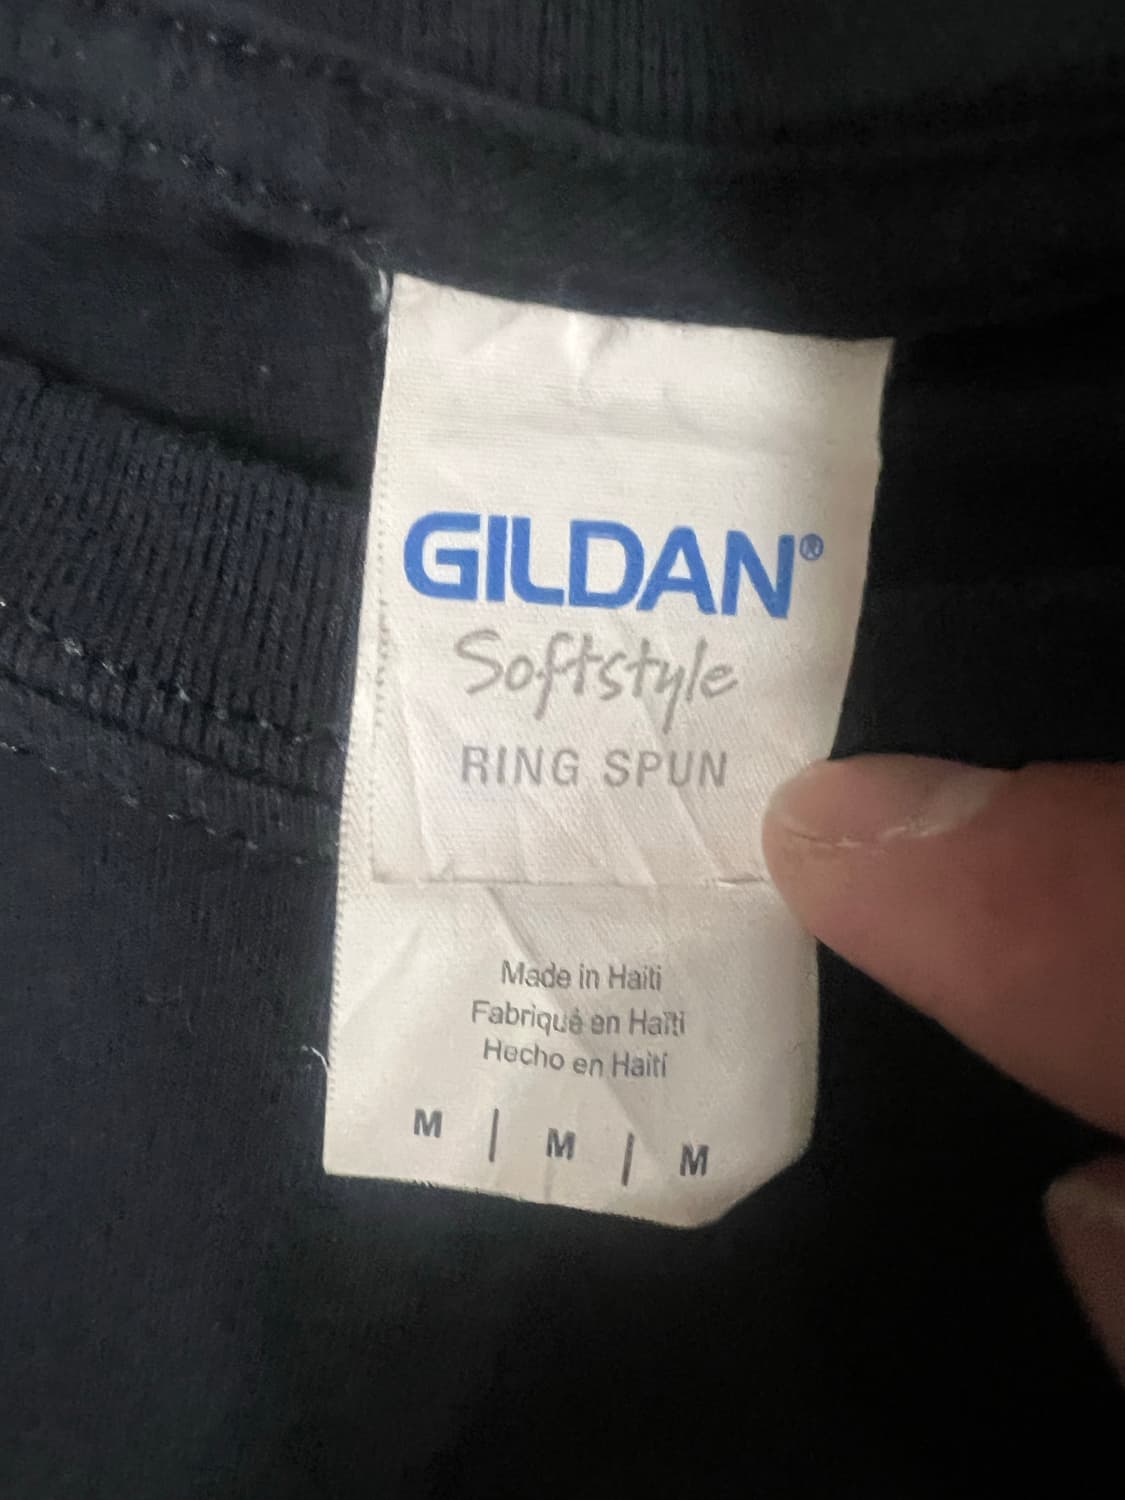 GILDAN®
Softstyle
RING SPUN
Made in Haiti
Fabriqué en Haïti
Hecho en Haití
M | M | M